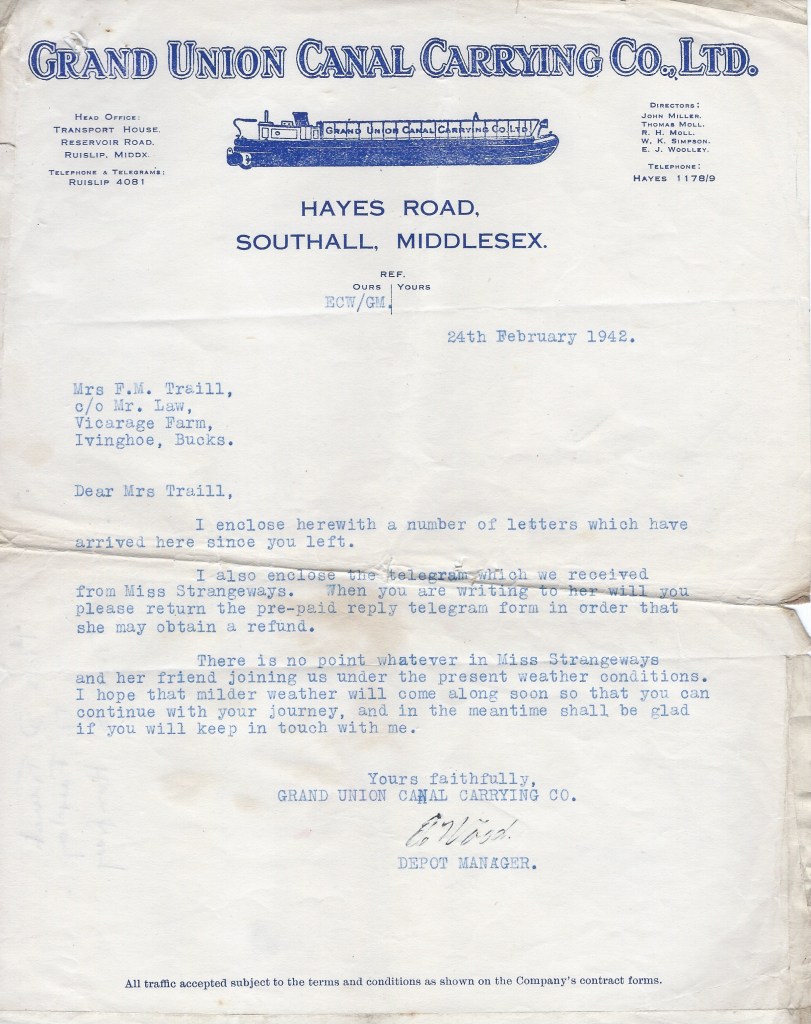 GRAND UNION CANAL CARRYING CO., LTD.
HEAD OFFICE:
TRANSPORT HOUSE.
RESERVOIR ROAD.
RUISLIP, MIDDX.
TELEPHONE & TELEGRAMS:
RUISLIP 4081
GRAND UNION CANAL CARRYING CO. LTD.
DIRECTORS:
JOHN MILLER.
THOMAS MOLL.
R. H. MOLL.
W. K. SIMPSON.
E. J. WOOLLEY.
TELEPHONE:
HAYES 1178/9
HAYES ROAD,
SOUTHALL, MIDDLESEX.
REF.
OURS YOURS
ECW/GM.
24th February 1942.
Mrs F.M. Traill,
c/o Mr. Law,
Vicarage Farm,
Ivinghoe, Bucks.
Dear Mrs Traill,
I enclose herewith a number of letters which have
arrived here since you left.
I also enclose the telegram which we received
from Miss Strangeways. When you are writing to her will you
please return the pre-paid reply telegram form in order that
she may obtain a refund.
There is no point whatever in Miss Strangeways
and her friend joining us under the present weather conditions.
I hope that milder weather will come along soon so that you can
continue with your journey, and in the meantime shall be glad
if you will keep in touch with me.
Yours faithfully,
GRAND UNION CANAL CARRYING CO.
DEPOT MANAGER.
All traffic accepted subject to the terms and conditions as shown on the Company's contract forms.